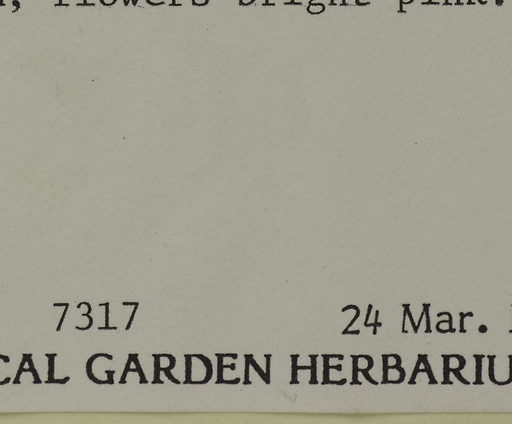 , flowers bright pink.
7317 24 Mar.
CAL GARDEN HERBARIU